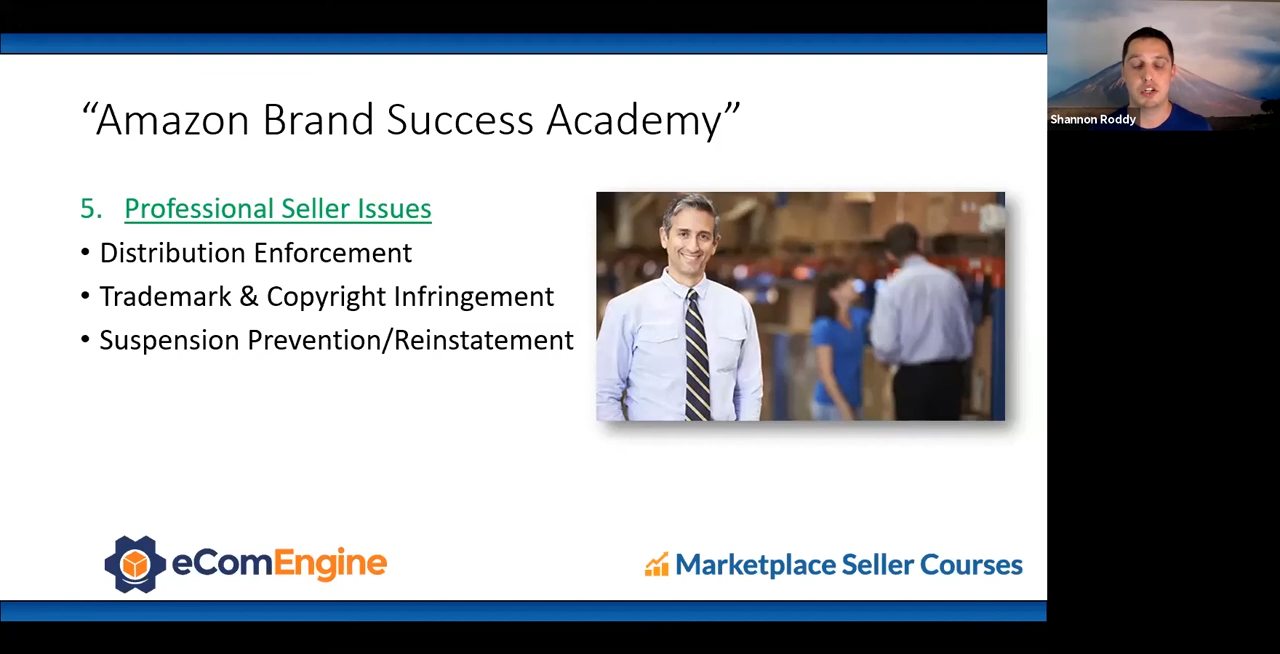 “Amazon Brand Success Academy”
5. Professional Seller Issues
• Distribution Enforcement
• Trademark & Copyright Infringement
• Suspension Prevention/Reinstatement
eComEngine
Marketplace Seller Courses
Shannon Roddy